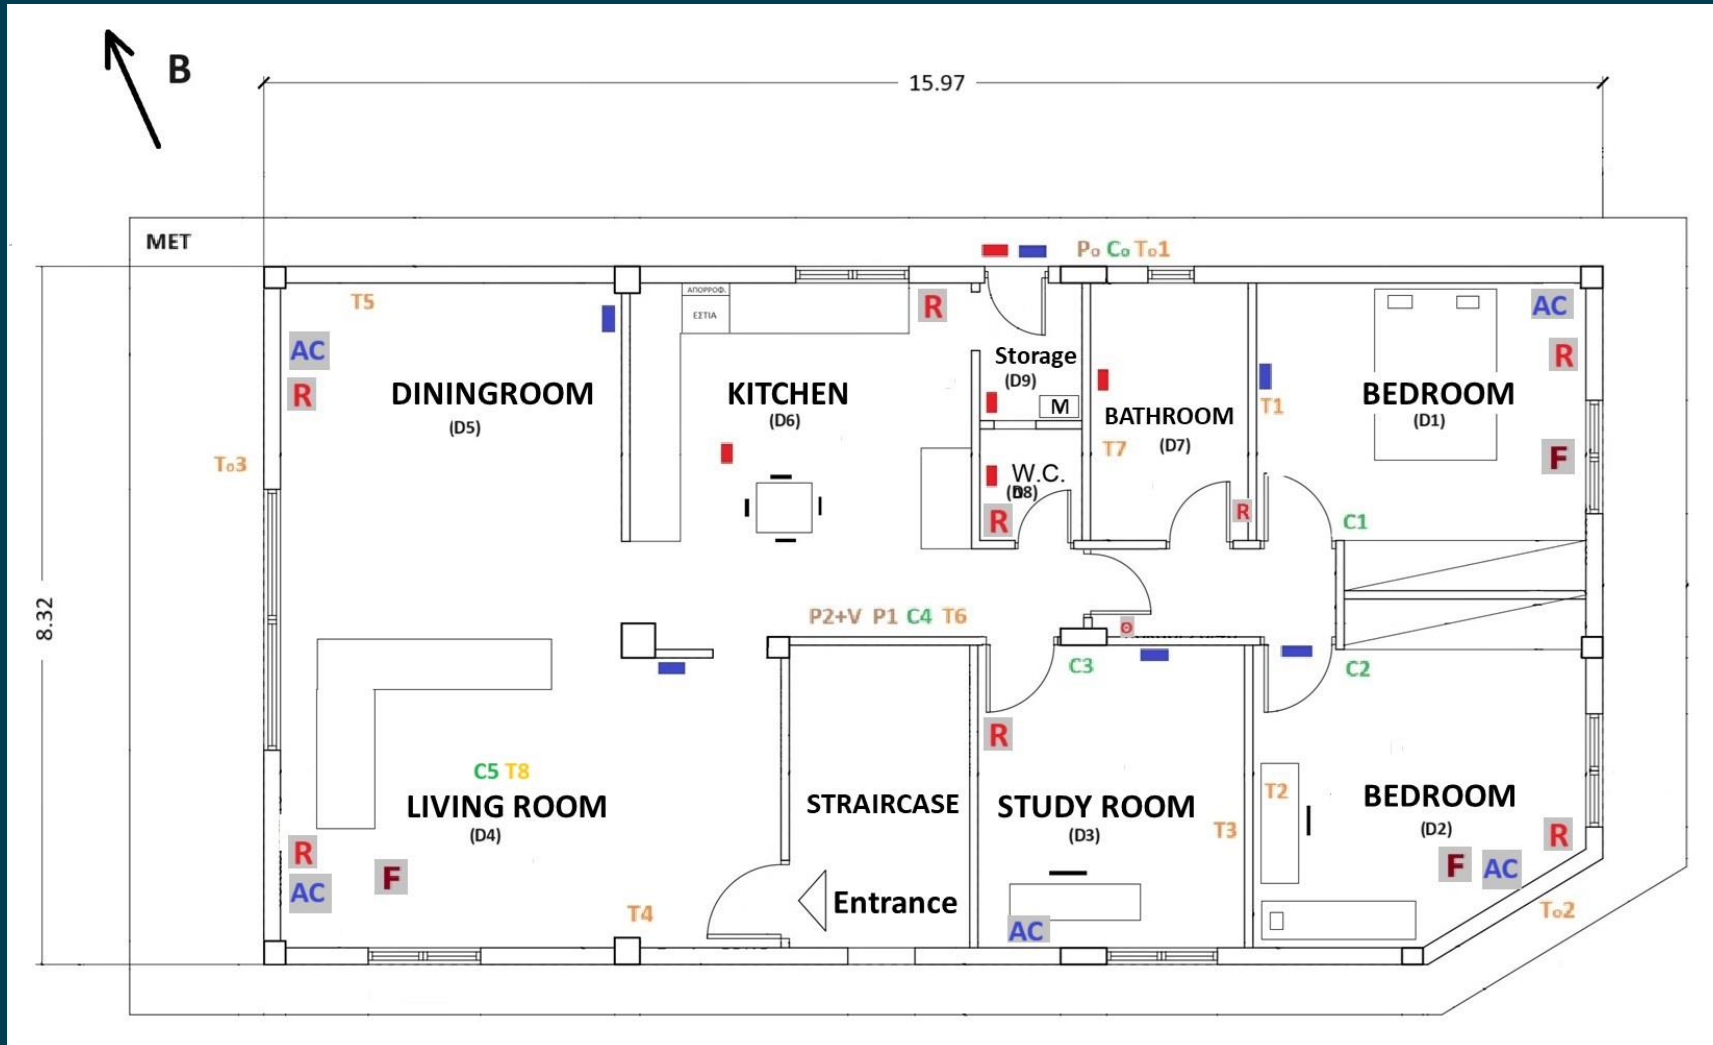 B
15.97
MET
Po Co To1
T5
ΑΠΟΡΡΟΦ.
ΕΣΤΙΑ
R
AC
AC
Storage
(D9)
R
R
DININGROOM
(D5)
KITCHEN
(D6)
M
BATHROOM
(D7)
T1
BEDROOM
(D1)
To3
T7
F
W.C.
(D8)
R
R
C1
8.32
P2+V P1 C4 T6
Θ
C3
C2
R
C5 T8
LIVING ROOM
(D4)
STRAIRCASE
STUDY ROOM
(D3)
T2
T3
BEDROOM
(D2)
R
R
AC
F
F
AC
Entrance
T4
AC
To2